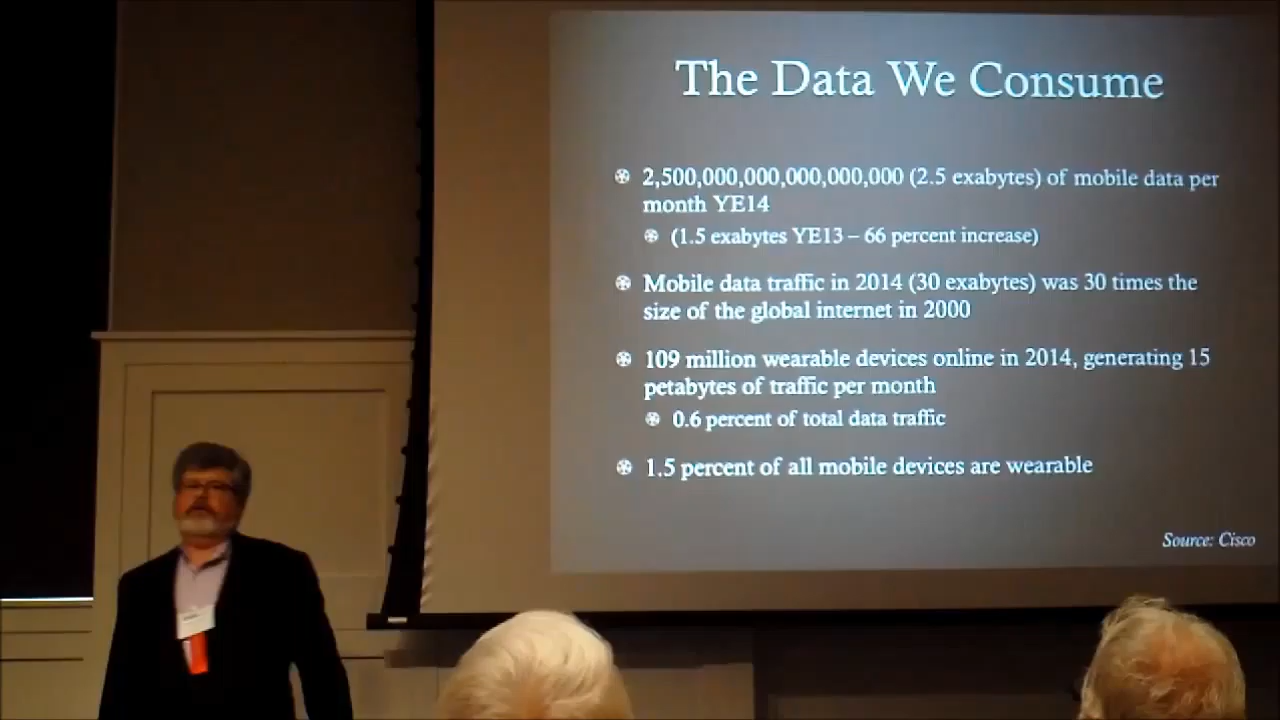 The Data We Consume
2,500,000,000,000,000,000 (2.5 exabytes) of mobile data per
month YE14
(1.5 exabytes YE13 – 66 percent increase)
Mobile data traffic in 2014 (30 exabytes) was 30 times the
size of the global internet in 2000
109 million wearable devices online in 2014, generating 15
petabytes of traffic per month
0.6 percent of total data traffic
1.5 percent of all mobile devices are wearable
Source: Cisco